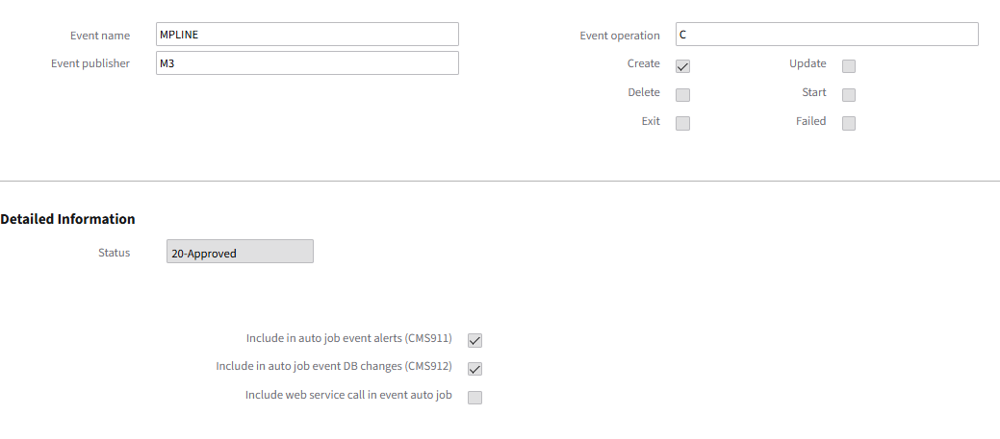 Event name MPLINE Event operation C
Event publisher M3 Create Update
Delete Start
Exit Failed
Detailed Information
Status 20-Approved
Include in auto job event alerts (CMS911)
Include in auto job event DB changes (CMS912)
Include web service call in event auto job